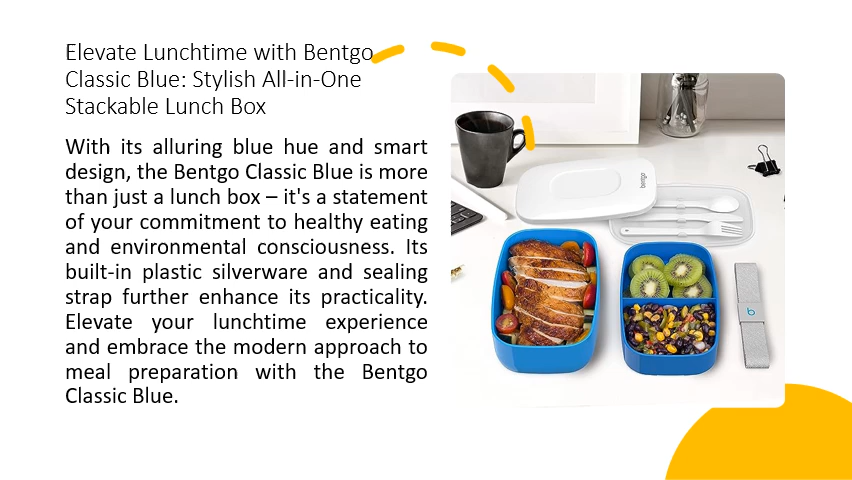 Elevate Lunchtime with Bentgo
Classic Blue: Stylish All-in-One
Stackable Lunch Box
With its alluring blue hue and smart
design, the Bentgo Classic Blue is more
than just a lunch box – it's a statement
of your commitment to healthy eating
and environmental consciousness. Its
built-in plastic silverware and sealing
strap further enhance its practicality.
Elevate your lunchtime experience
and embrace the modern approach to
meal preparation with the Bentgo
Classic Blue.
bentgo
b